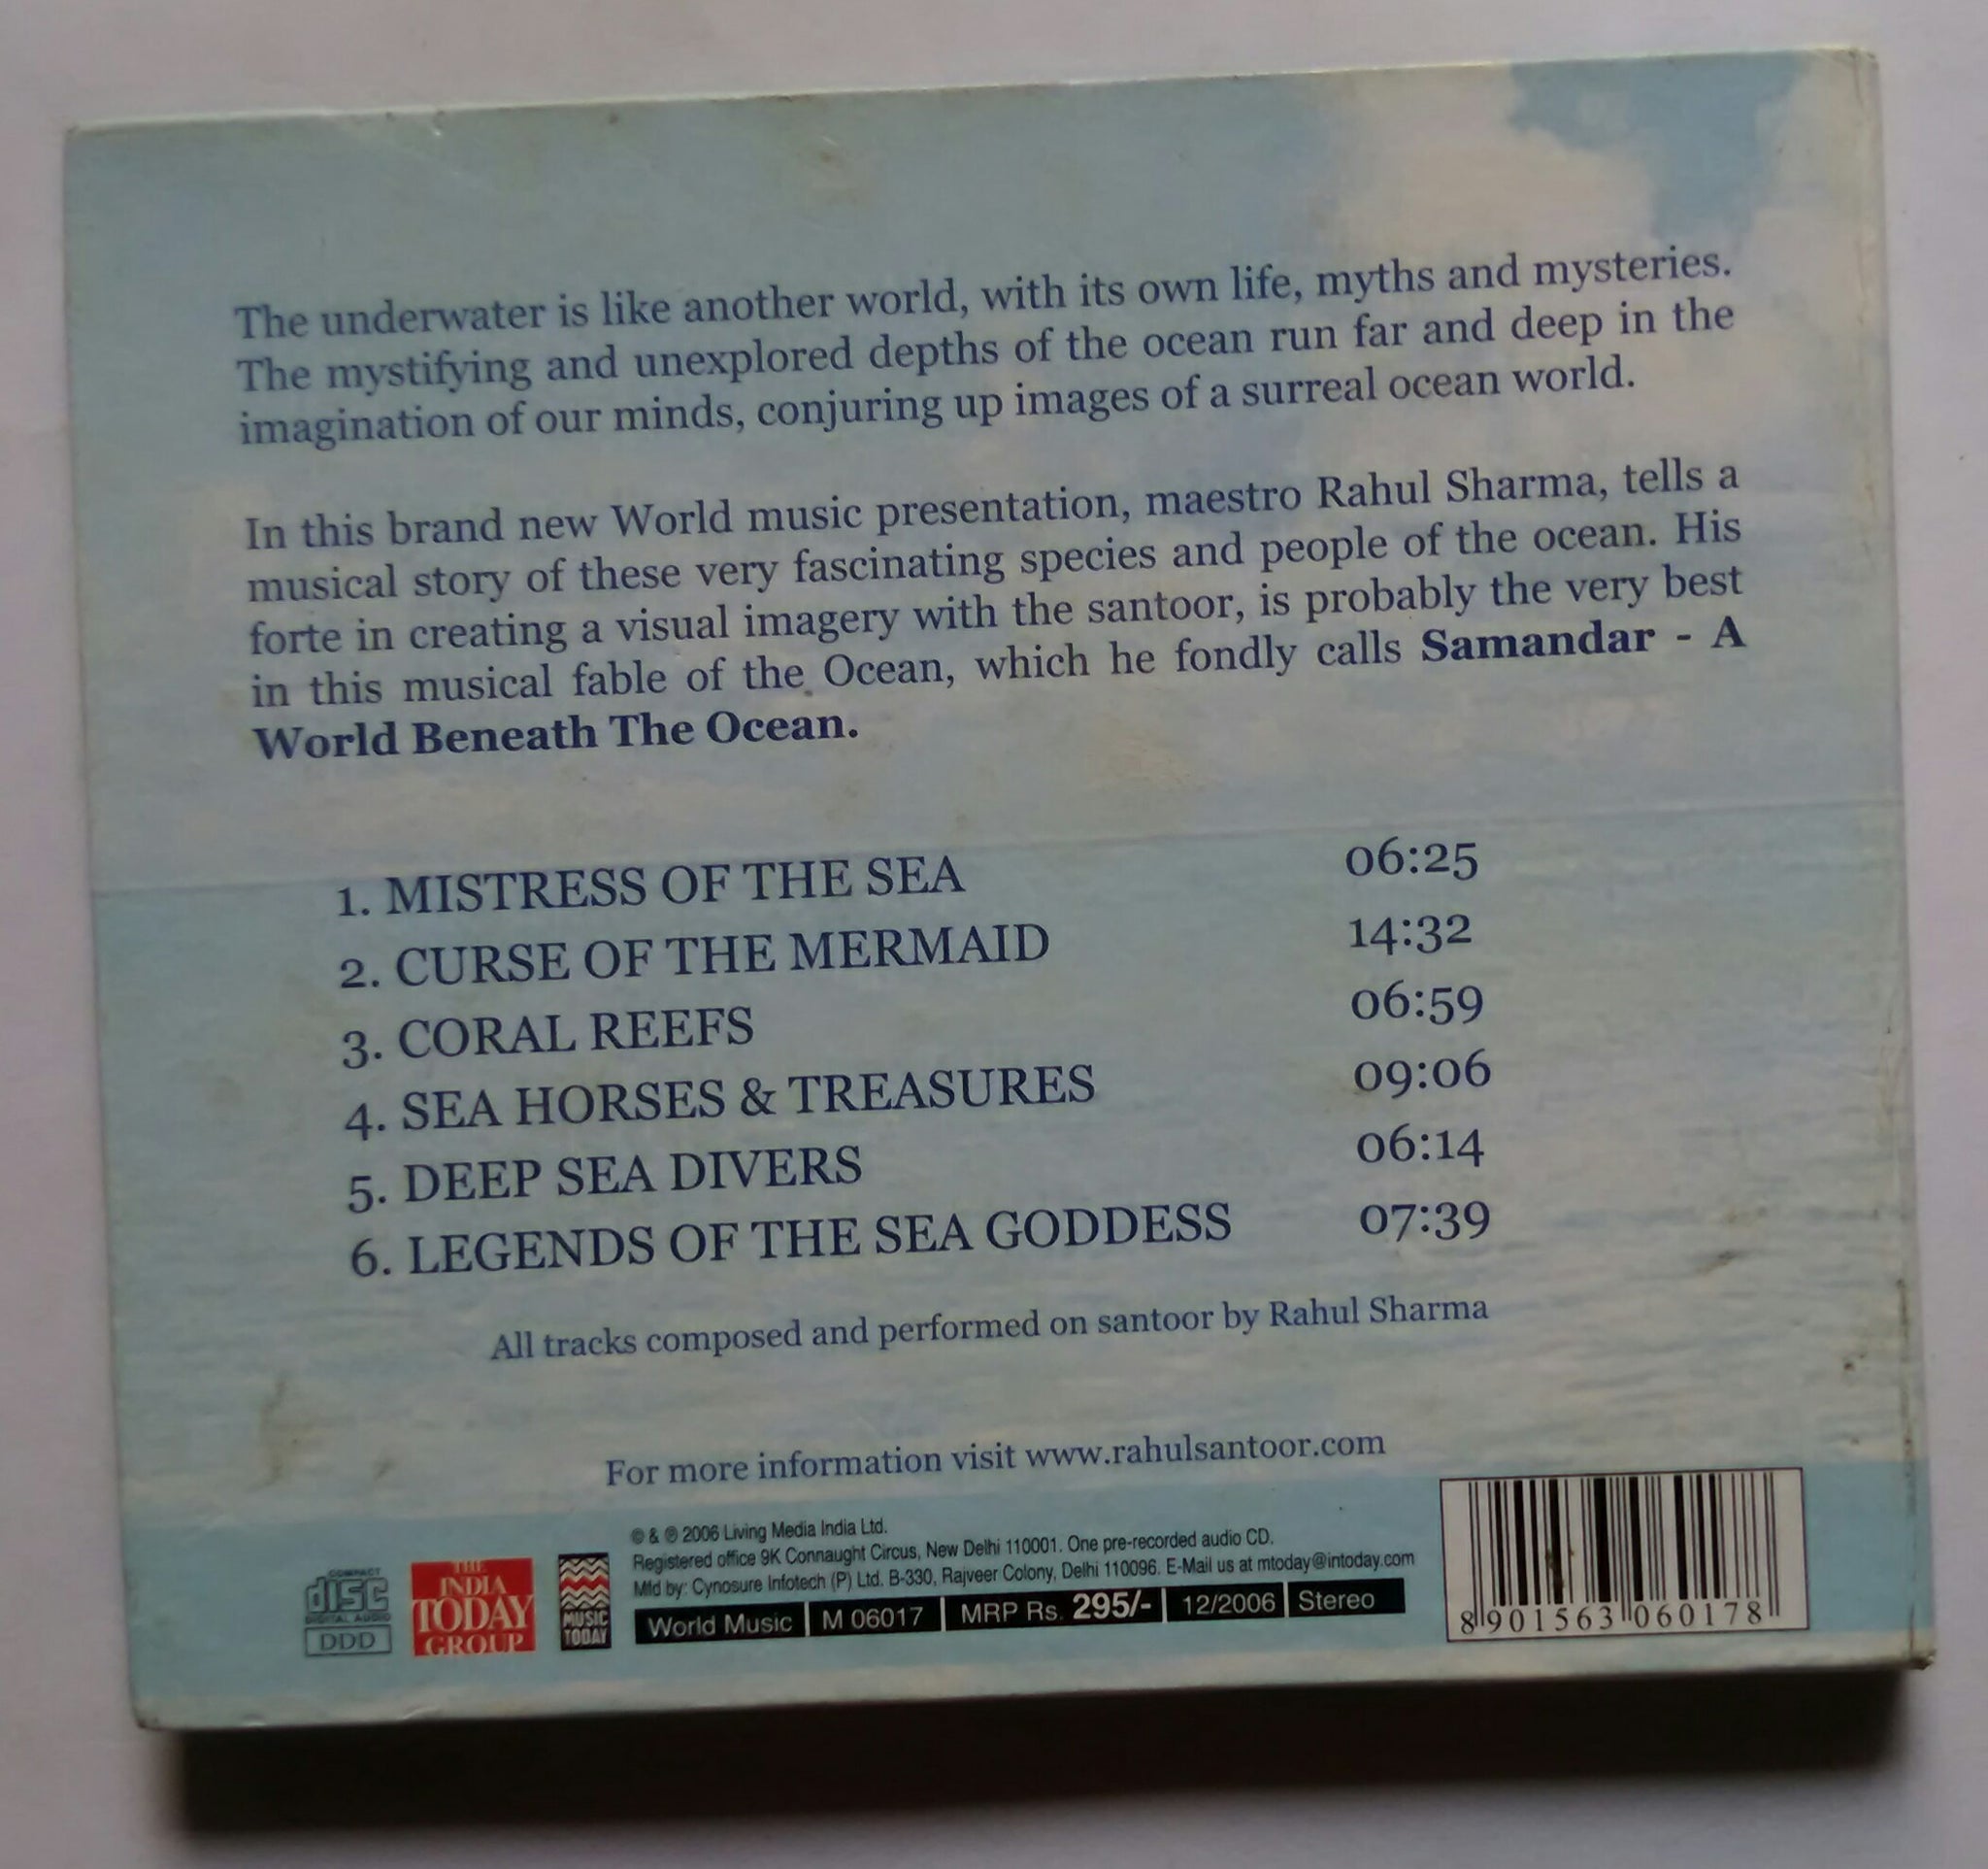 The underwater is like another world, with its own life, myths and mysteries.
The mystifying and unexplored depths of the ocean run far and deep in the
imagination of our minds, conjuring up images of a surreal ocean world.
In this brand new World music presentation, maestro Rahul Sharma, tells a
musical story of these very fascinating species and people of the ocean. His
forte in creating a visual imagery with the santoor, is probably the very best
in this musical fable of the Ocean, which he fondly calls Samandar - A
World Beneath The Ocean.
1. MISTRESS OF THE SEA 06:25
2. CURSE OF THE MERMAID 14:32
3. CORAL REEFS 06:59
4. SEA HORSES & TREASURES 09:06
5. DEEP SEA DIVERS 06:14
6. LEGENDS OF THE SEA GODDESS 07:39
All tracks composed and performed on santoor by Rahul Sharma
For more information visit www.rahulsantoor.com
COMPACT
disc
DIGITAL AUDIO
DDD
THE
INDIA
TODAY
GROUP
MUSIC
TODAY
© & ℗ 2006 Living Media India Ltd.
Registered office 9K Connaught Circus, New Delhi 110001. One pre-recorded audio CD.
Mfd by: Cynosure Infotech (P) Ltd. B-330, Rajveer Colony, Delhi 110096. E-Mail us at mtoday@intoday.com
World Music M 06017 MRP Rs. 295/- 12/2006 Stereo
8 901563 060178